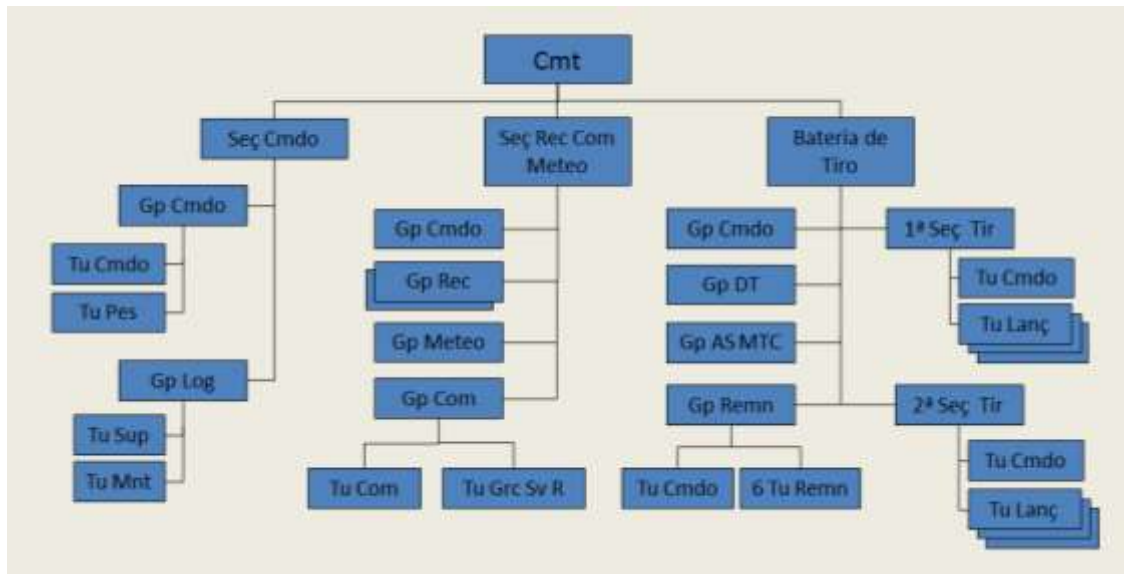 Cmt
Seç Cmdo
Seç Rec Com
Meteo
Bateria de
Tiro
Gp Cmdo
Tu Cmdo
Tu Pes
Gp Log
Tu Sup
Tu Mnt
Gp Cmdo
Gp Rec
Gp Meteo
Gp Com
Tu Com
Tu Grc Sv R
Gp Cmdo
Gp DT
Gp AS MTC
Gp Remn
Tu Cmdo
6 Tu Remn
1ª Seç Tir
Tu Cmdo
Tu Lanç
2ª Seç Tir
Tu Cmdo
Tu Lanç